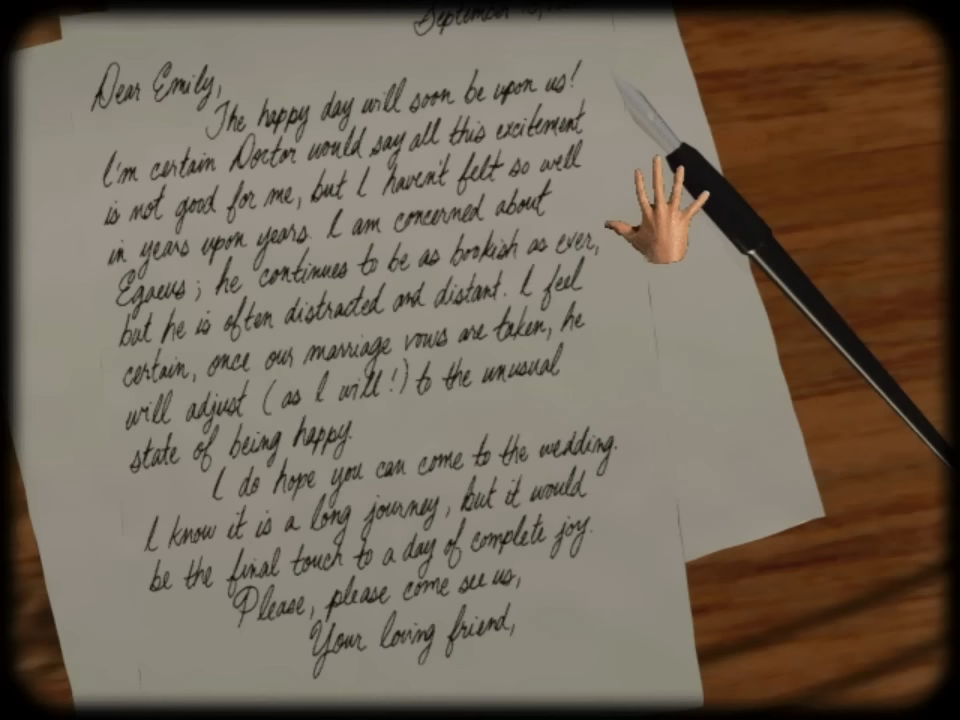 September
Dear Emily,
The happy day will soon be upon us!
I'm certain Doctor would say all this excitement
is not good for me, but I haven't felt so well
in years upon years. I am concerned about
Egaeus; he continues to be as bookish as ever,
but he is often distracted and distant. I feel
certain, once our marriage vows are taken, he
will adjust (as I will!) to the unusual
state of being happy.
I do hope you can come to the wedding.
I know it is a long journey, but it would
be the final touch to a day of complete joy.
Please, please come see us,
Your loving friend,